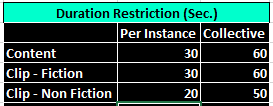 Duration Restriction (Sec.)
Per Instance Collective
Content 30 60
Clip - Fiction 30 60
Clip - Non Fiction 20 50